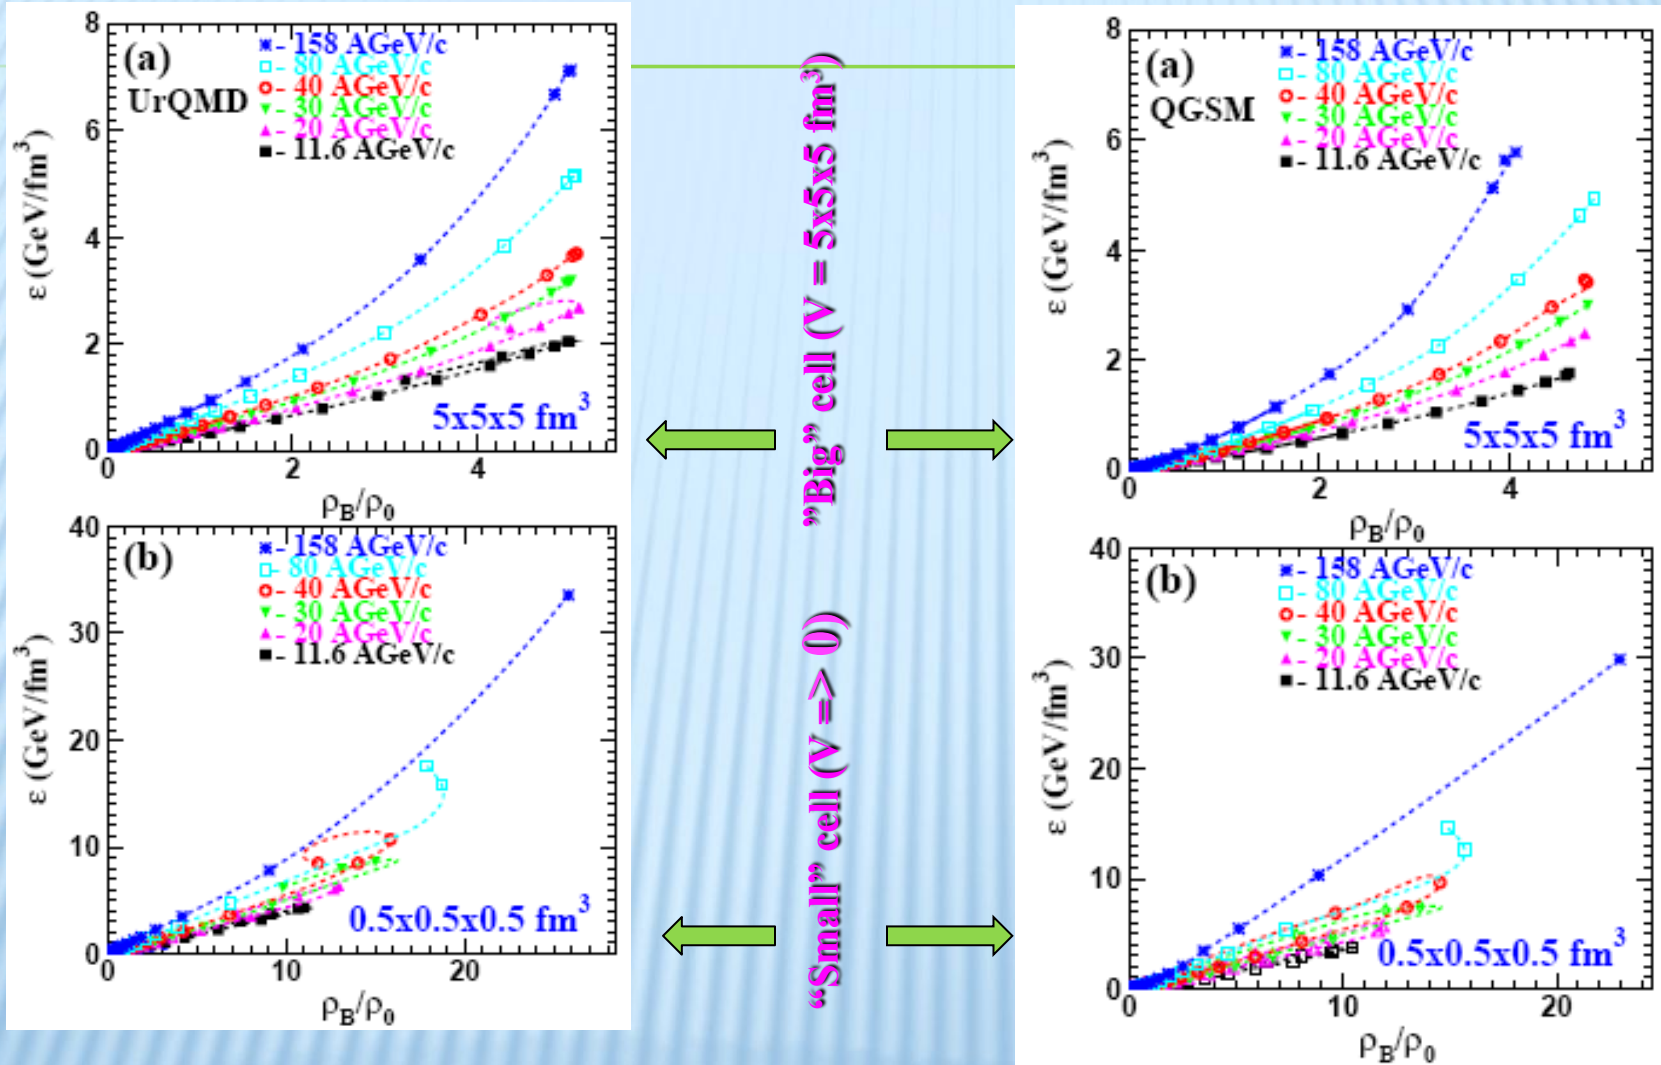 (a)
UrQMD
- 158 AGeV/c
- 80 AGeV/c
- 40 AGeV/c
- 30 AGeV/c
- 20 AGeV/c
- 11.6 AGeV/c
8
6
4
2
0
ε (GeV/fm³)
5x5x5 fm³
0 2 4
ρB/ρ0
(b)
- 158 AGeV/c
- 80 AGeV/c
- 40 AGeV/c
- 30 AGeV/c
- 20 AGeV/c
- 11.6 AGeV/c
40
30
20
10
0
ε (GeV/fm³)
0.5x0.5x0.5 fm³
0 10 20
ρB/ρ0
”Big” cell (V = 5x5x5 fm³)
“Small” cell (V => 0)
(a)
QGSM
- 158 AGeV/c
- 80 AGeV/c
- 40 AGeV/c
- 30 AGeV/c
- 20 AGeV/c
- 11.6 AGeV/c
8
6
4
2
0
ε (GeV/fm³)
5x5x5 fm³
0 2 4
ρB/ρ0
(b)
- 158 AGeV/c
- 80 AGeV/c
- 40 AGeV/c
- 30 AGeV/c
- 20 AGeV/c
- 11.6 AGeV/c
40
30
20
10
0
ε (GeV/fm³)
0.5x0.5x0.5 fm³
0 10 20
ρB/ρ0